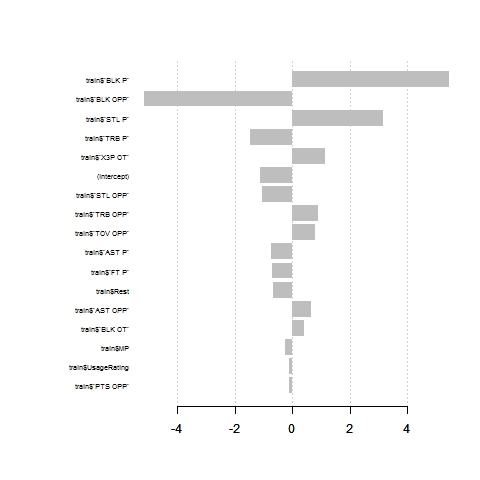 train$`BLK P`
train$`BLK OPP`
train$`STL P`
train$`TRB P`
train$`X3P OT`
(Intercept)
train$`STL OPP`
train$`TRB OPP`
train$`TOV OPP`
train$`AST P`
train$`FT P`
train$Rest
train$`AST OPP`
train$`BLK OT`
train$MP
train$UsageRating
train$`PTS OPP`
-4 -2 0 2 4